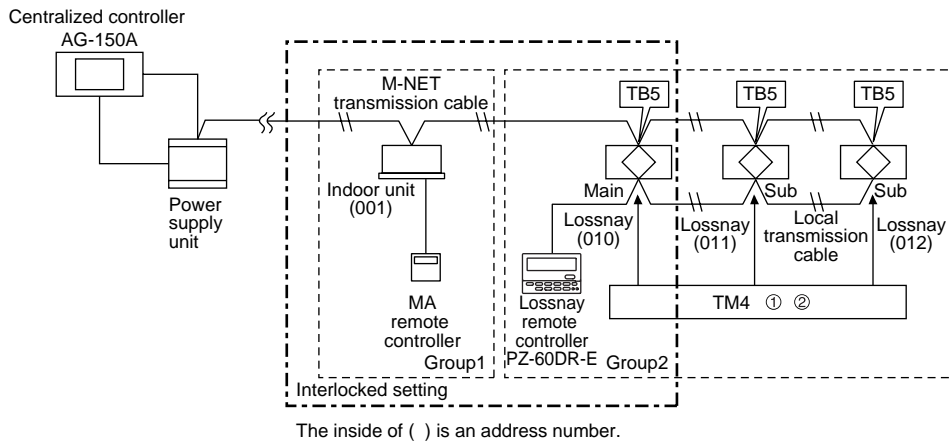 Centralized controller
AG-150A
Power
supply
unit
M-NET
transmission cable
Indoor unit
(001)
MA
remote
controller
Group1
Interlocked setting
TB5
TB5
TB5
Main
Sub
Sub
Lossnay
(010)
Lossnay
(011)
Local
transmission
cable
Lossnay
(012)
TM4 ① ②
Lossnay
remote
controller
PZ-60DR-E
Group2
The inside of ( ) is an address number.